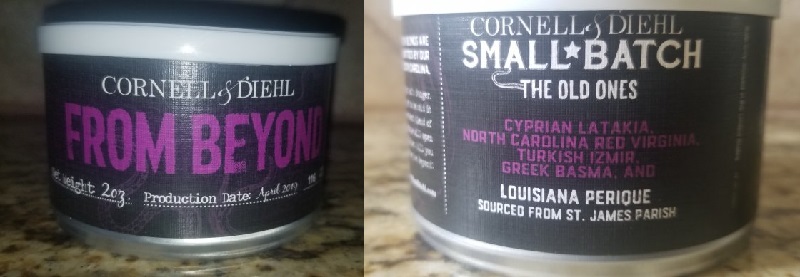 CORNELL & DIEHL
FROM BEYOND
Net weight 2oz.
Production Date: April 2019
CORNELL & DIEHL
SMALL★BATCH
THE OLD ONES
CYPRIAN LATAKIA,
NORTH CAROLINA RED VIRGINIA,
TURKISH IZMIR,
GREEK BASMA, AND
LOUISIANA PERIQUE
SOURCED FROM ST. JAMES PARISH